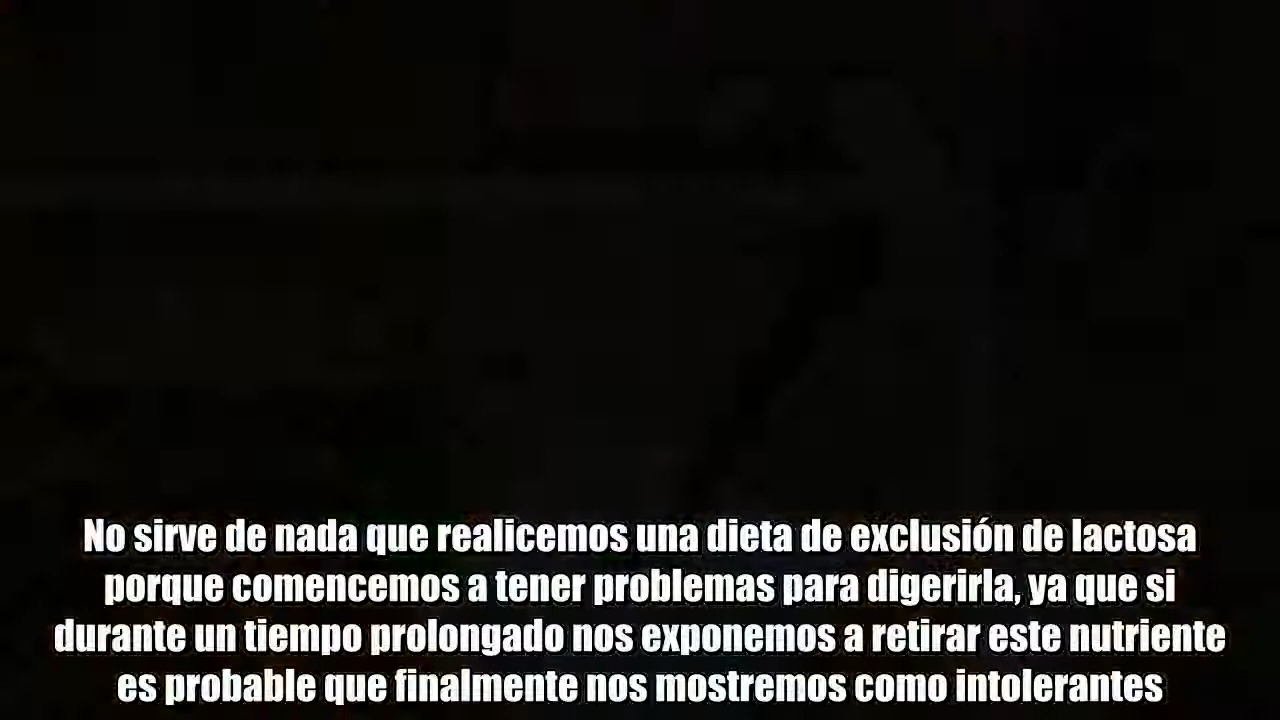 No sirve de nada que realicemos una dieta de exclusión de lactosa
porque comencemos a tener problemas para digerirla, ya que si
durante un tiempo prolongado nos exponemos a retirar este nutriente
es probable que finalmente nos mostremos como intolerantes